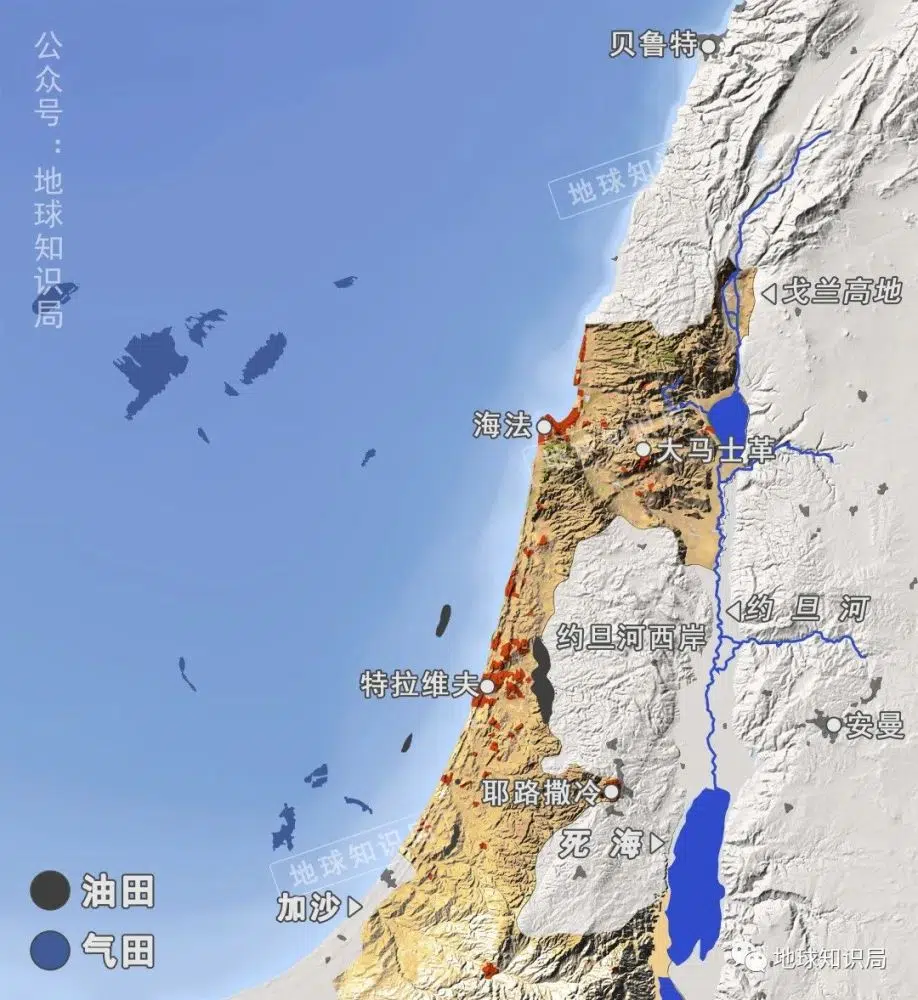 公众号：地球知识局
贝鲁特
地球知识
戈兰高地
海法
大马士革
约旦河
约旦河西岸
特拉维夫
安曼
耶路撒冷
死海
地球知识局
加沙
油田
气田
地球知识局